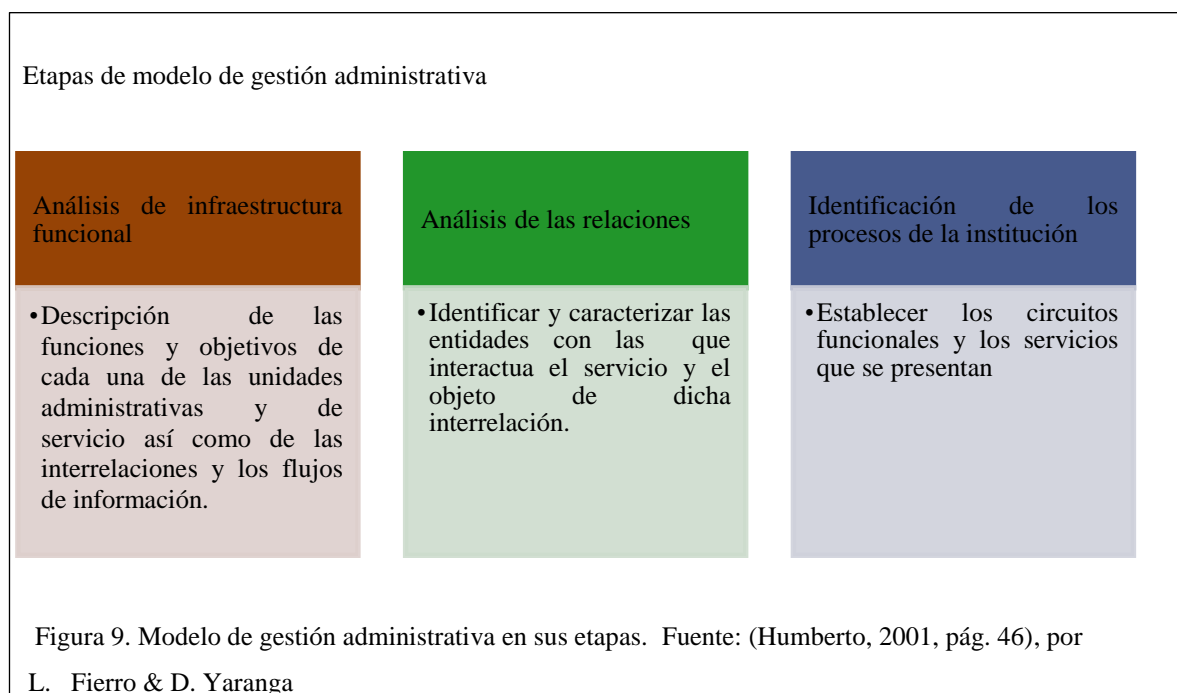 Etapas de modelo de gestión administrativa
Análisis de infraestructura
funcional
•Descripción de las
funciones y objetivos de
cada una de las unidades
administrativas y de
servicio así como de las
interrelaciones y los flujos
de información.
Análisis de las relaciones
•Identificar y caracterizar las
entidades con las que
interactua el servicio y el
objeto de dicha
interrelación.
Identificación de los
procesos de la institución
•Establecer los circuitos
funcionales y los servicios
que se presentan
Figura 9. Modelo de gestión administrativa en sus etapas. Fuente: (Humberto, 2001, pág. 46), por
L. Fierro & D. Yaranga